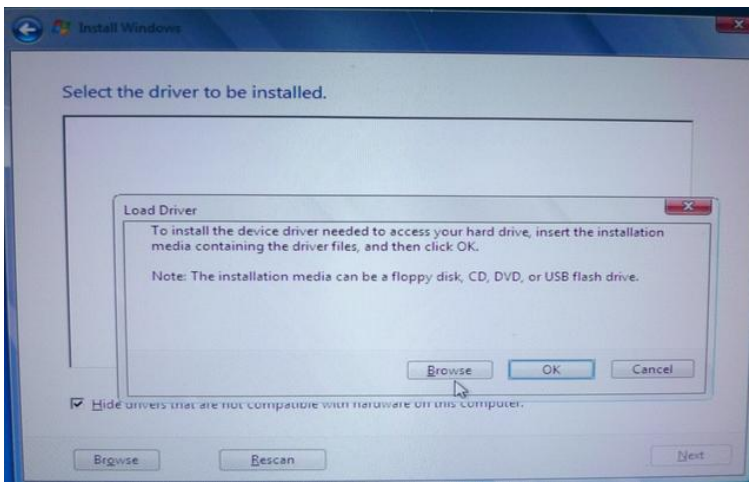 Install Windows
Select the driver to be installed.
Load Driver
To install the device driver needed to access your hard drive, insert the installation
media containing the driver files, and then click OK.
Note: The installation media can be a floppy disk, CD, DVD, or USB flash drive.
Browse OK Cancel
Hide drivers that are not compatible with hardware on this computer.
Browse Rescan Next